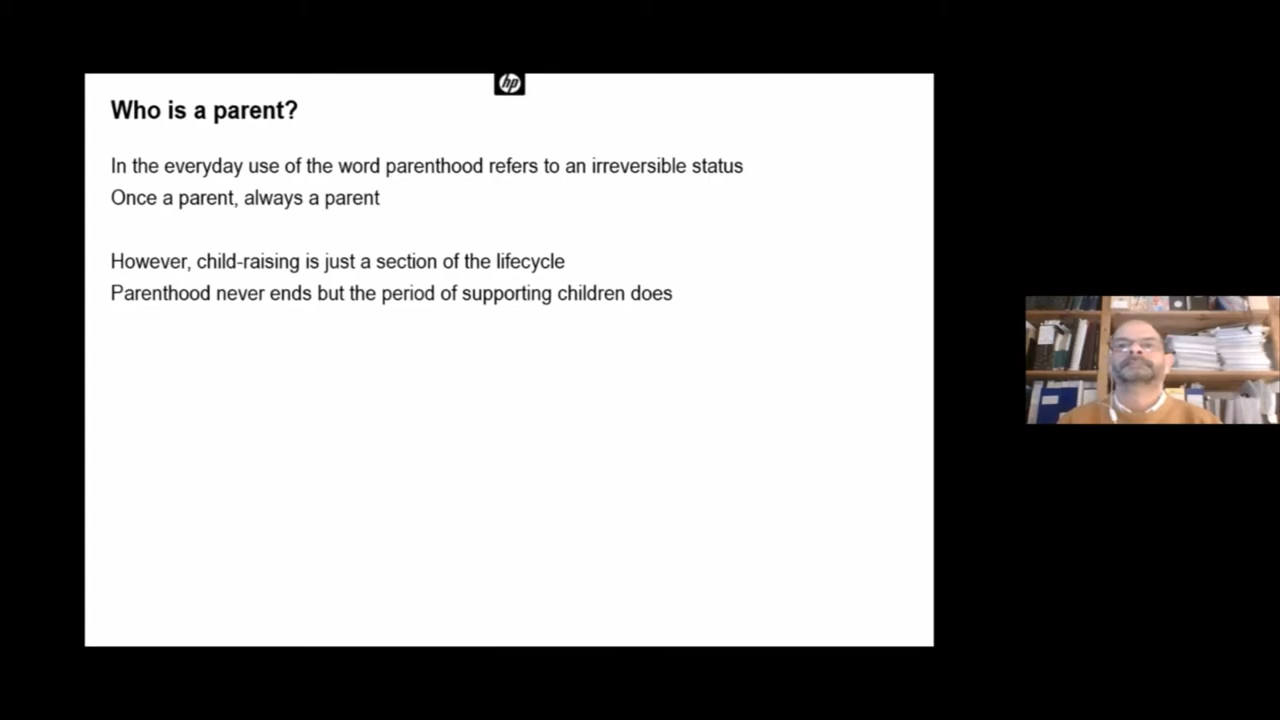 hp
Who is a parent?
In the everyday use of the word parenthood refers to an irreversible status
Once a parent, always a parent
However, child-raising is just a section of the lifecycle
Parenthood never ends but the period of supporting children does